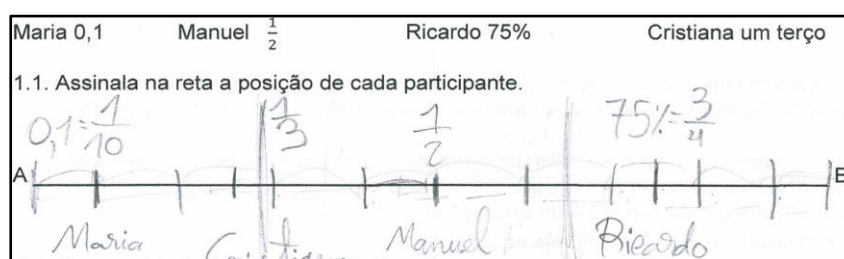 Maria 0,1 Manuel 1/2 Ricardo 75% Cristiana um terço
1.1. Assinala na reta a posição de cada participante.
0,1=1/10 1/3 1/2 75%=3/4
A B
Maria Cristiana Manuel Ricardo